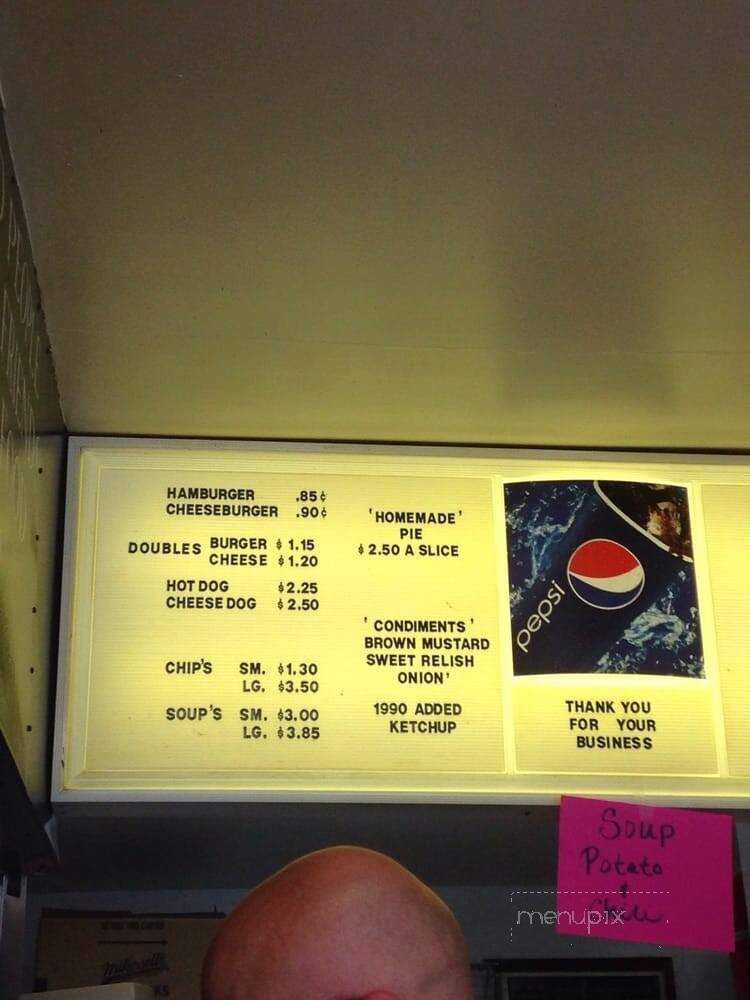 HAMBURGER .85¢
CHEESEBURGER .90¢
DOUBLES BURGER $1.15
CHEESE $1.20
HOT DOG $2.25
CHEESE DOG $2.50
CHIP'S SM. $1.30
LG. $3.50
SOUP'S SM. $3.00
LG. $3.85
'HOMEMADE'
PIE
$2.50 A SLICE
'CONDIMENTS'
BROWN MUSTARD
SWEET RELISH
ONION'
1990 ADDED
KETCHUP
pepsi
THANK YOU
FOR YOUR
BUSINESS
Soup
Potato
&
Chili
menupix